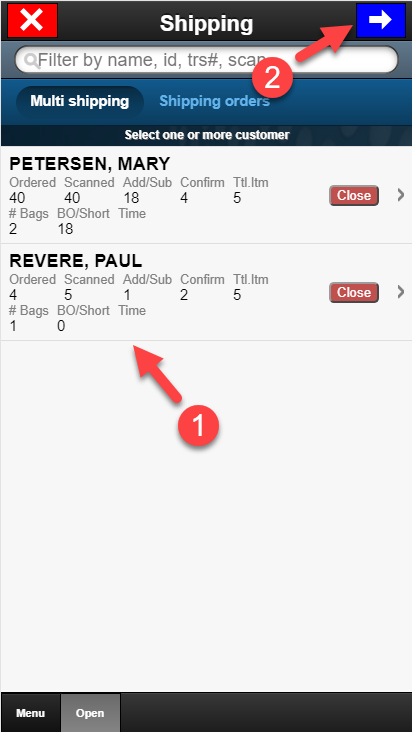 Shipping
Filter by name, id, trs#, scan
2
Multi shipping Shipping orders
Select one or more customer
PETERSEN, MARY
Ordered Scanned Add/Sub Confirm Ttl.Itm
40 40 18 4 5
Close
# Bags BO/Short Time
2 18
REVERE, PAUL
Ordered Scanned Add/Sub Confirm Ttl.Itm
4 5 1 2 5
Close
# Bags BO/Short Time
1 0
1
Menu Open